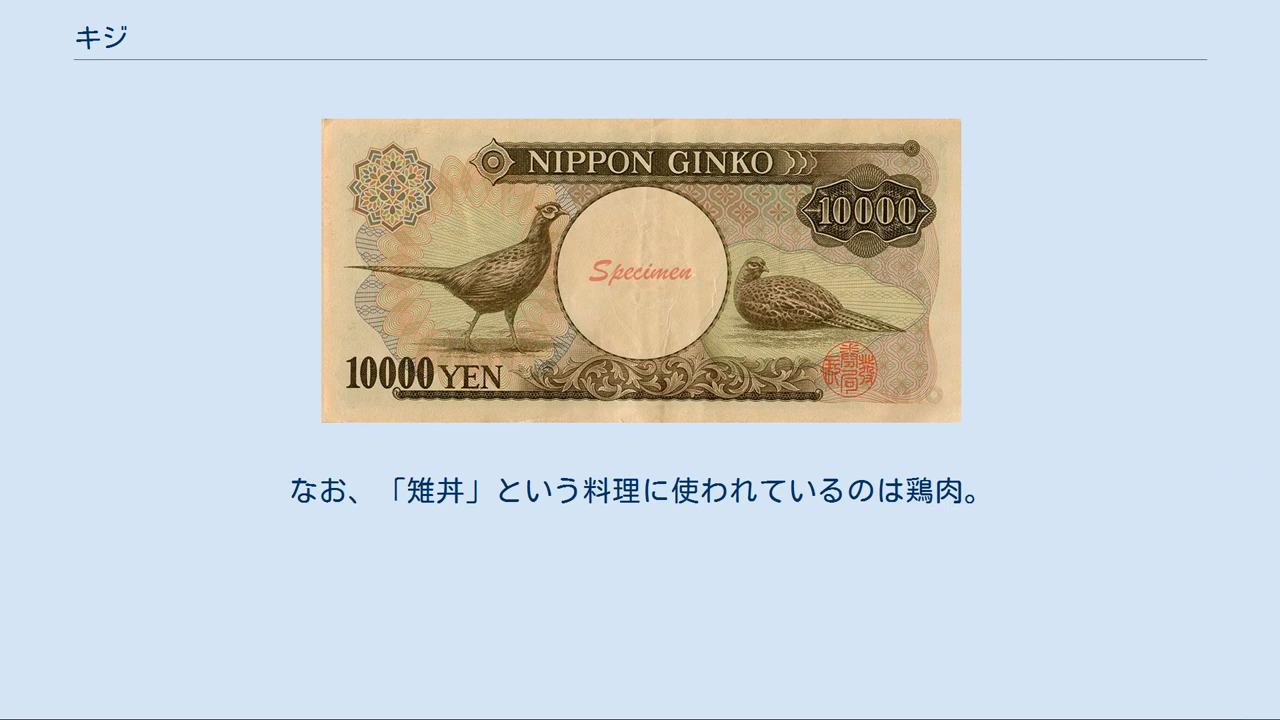 キジ
NIPPON GINKO
10000
Specimen
10000 YEN
なお、「雉丼」という料理に使われているのは鶏肉。